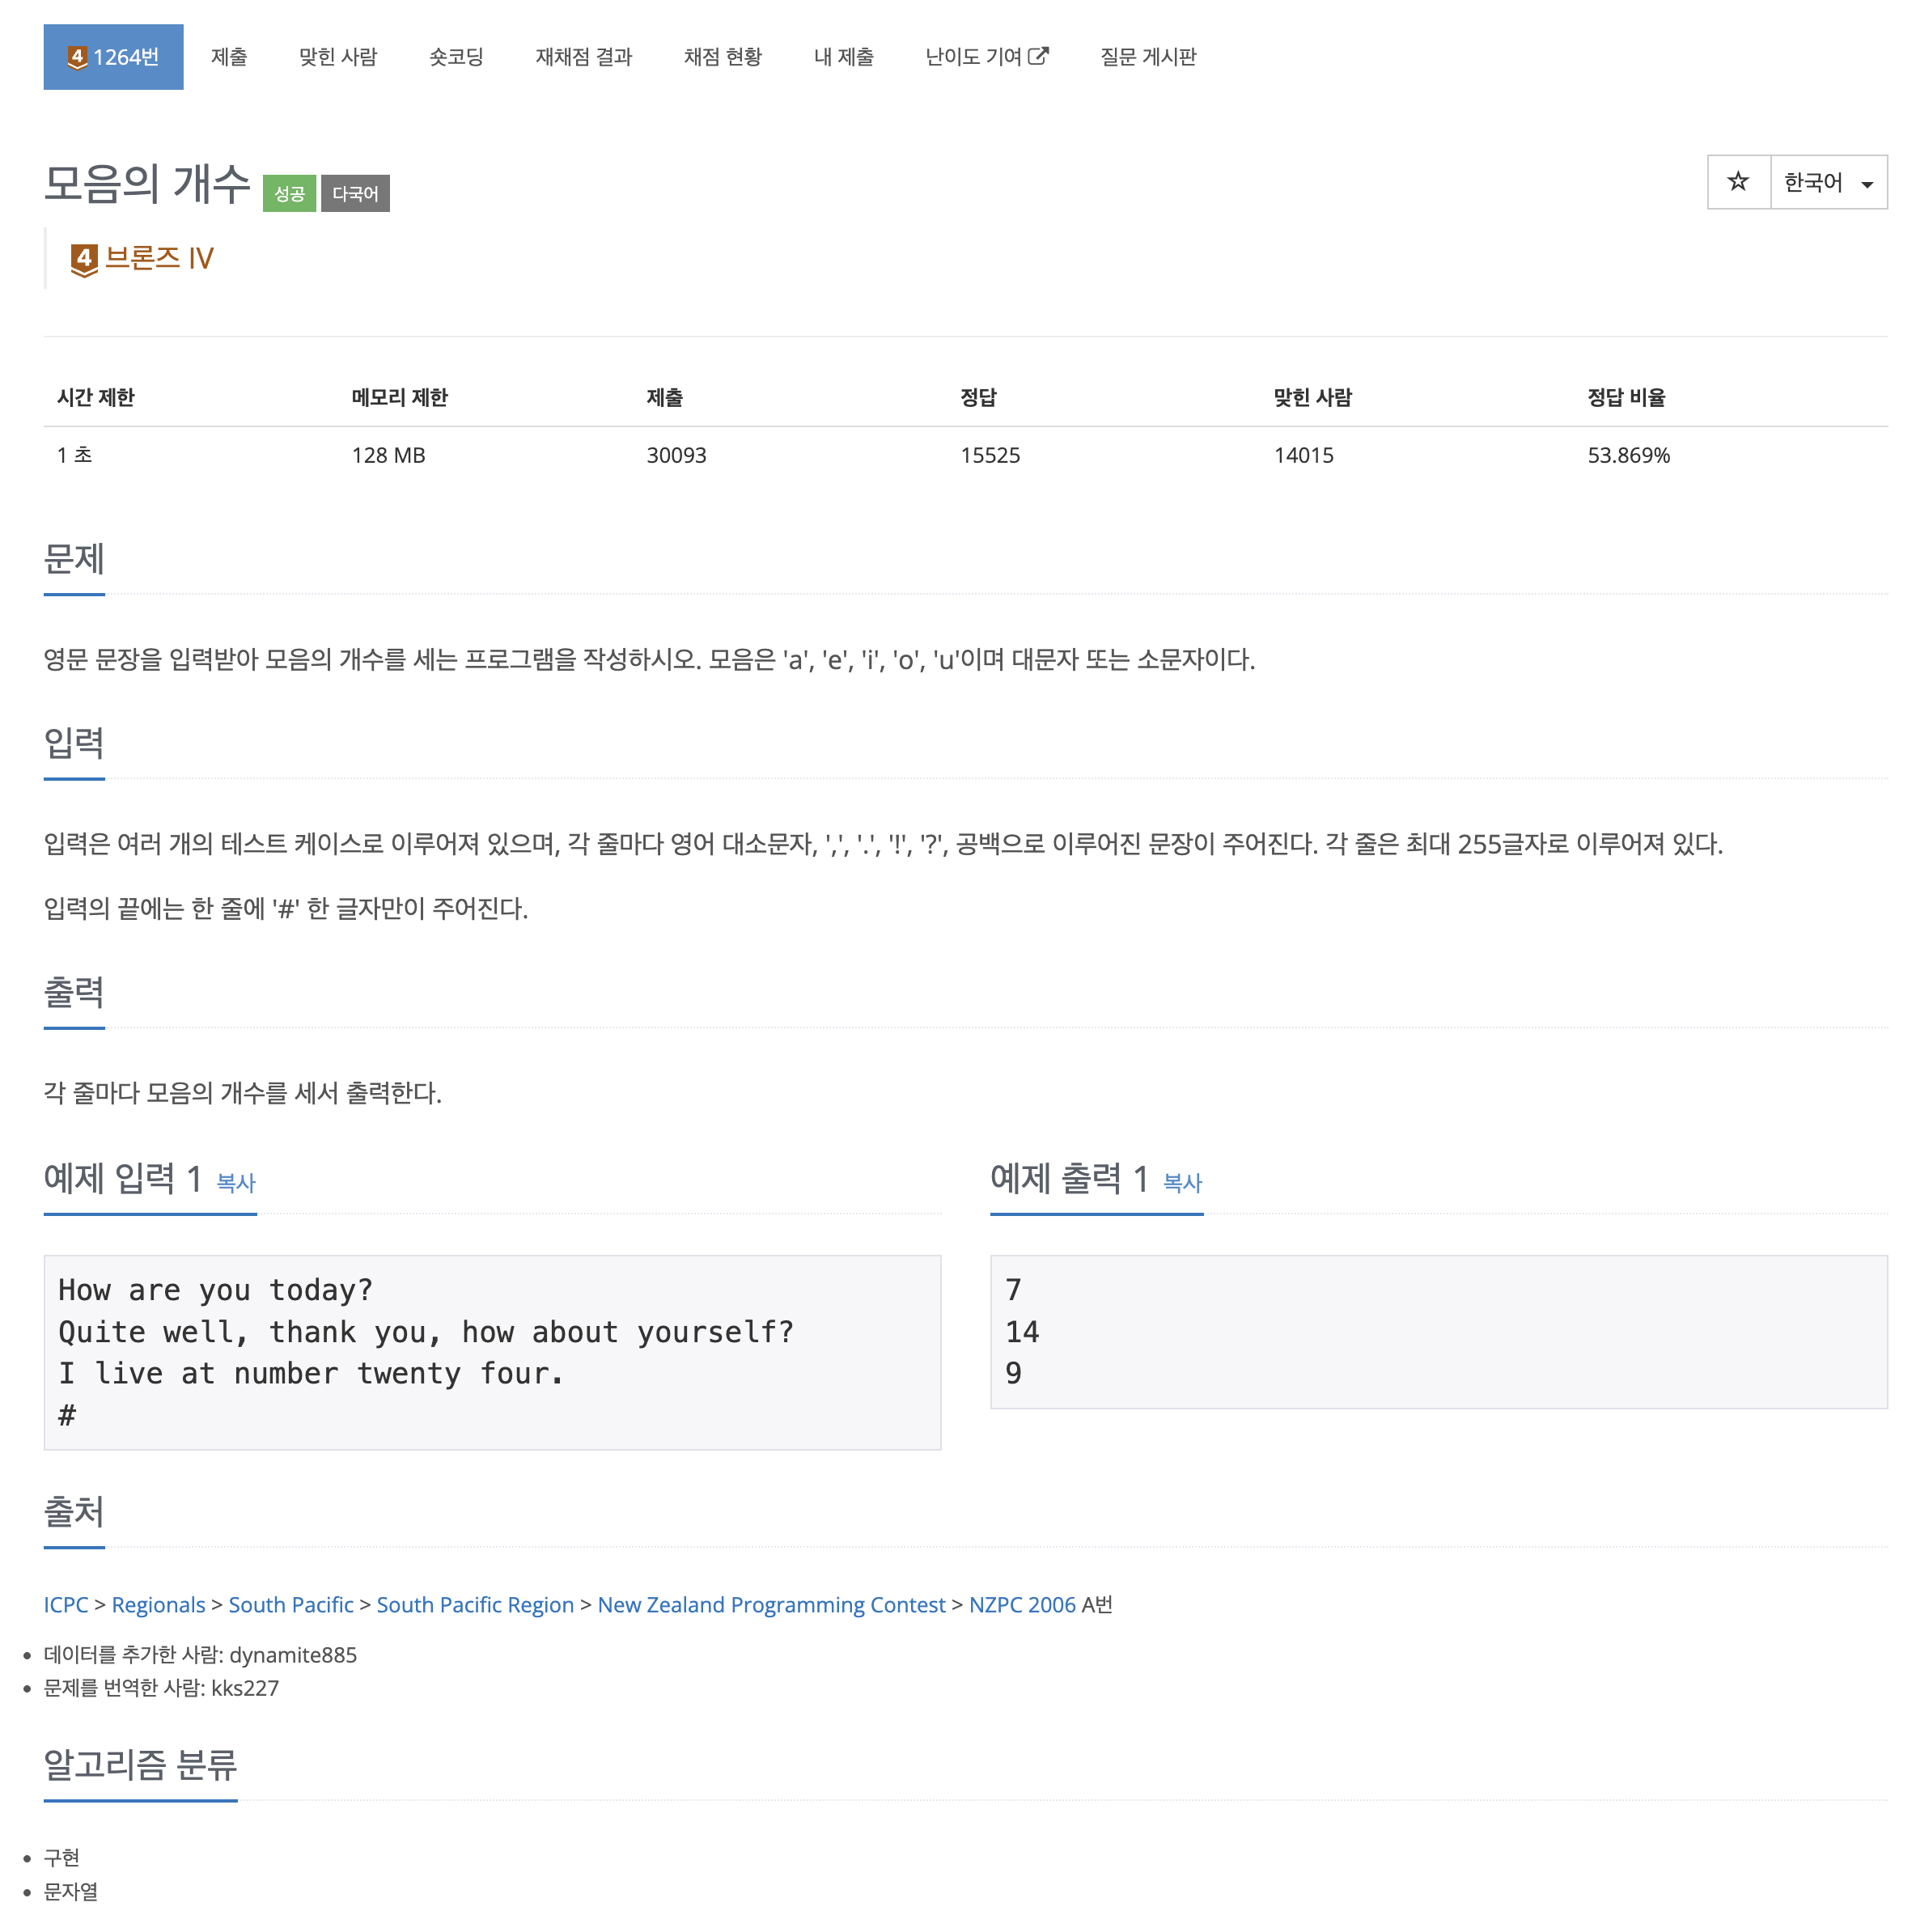 4 1264번 제출 맞힌 사람 숏코딩 재채점 결과 채점 현황 내 제출 난이도 기여 질문 게시판
모음의 개수 성공 다국어 ☆ 한국어
4 브론즈 IV
시간 제한 메모리 제한 제출 정답 맞힌 사람 정답 비율
1 초 128 MB 30093 15525 14015 53.869%
문제
영문 문장을 입력받아 모음의 개수를 세는 프로그램을 작성하시오. 모음은 'a', 'e', 'i', 'o', 'u'이며 대문자 또는 소문자이다.
입력
입력은 여러 개의 테스트 케이스로 이루어져 있으며, 각 줄마다 영어 대소문자, ',', '.', '!', '?', 공백으로 이루어진 문장이 주어진다. 각 줄은 최대 255글자로 이루어져 있다.
입력의 끝에는 한 줄에 '#' 한 글자만이 주어진다.
출력
각 줄마다 모음의 개수를 세서 출력한다.
예제 입력 1 복사
How are you today?
Quite well, thank you, how about yourself?
I live at number twenty four.
#
예제 출력 1 복사
7
14
9
출처
ICPC > Regionals > South Pacific > South Pacific Region > New Zealand Programming Contest > NZPC 2006 A번
데이터를 추가한 사람: dynamite885
문제를 번역한 사람: kks227
알고리즘 분류
구현
문자열